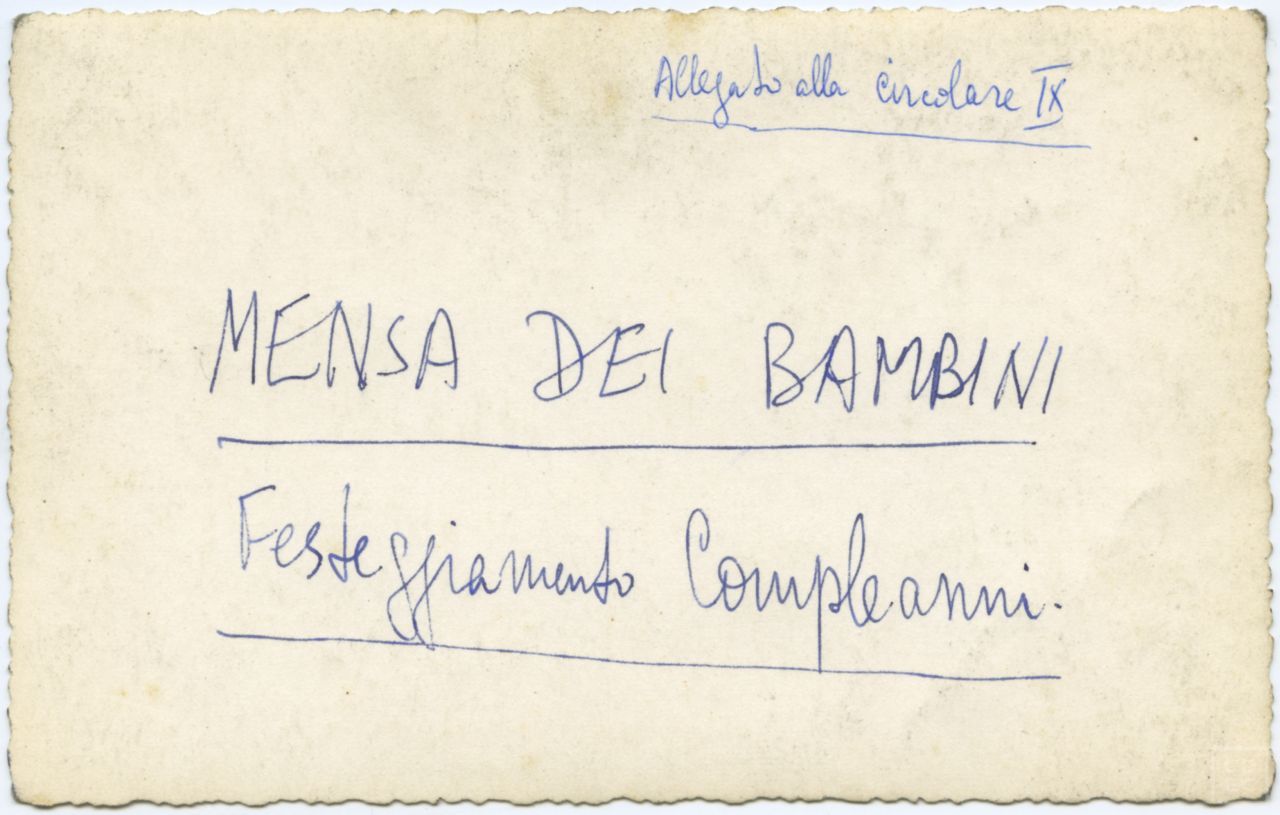 Allegato alla circolare IX
MENSA DEI BAMBINI
Festeggiamento Compleanni.